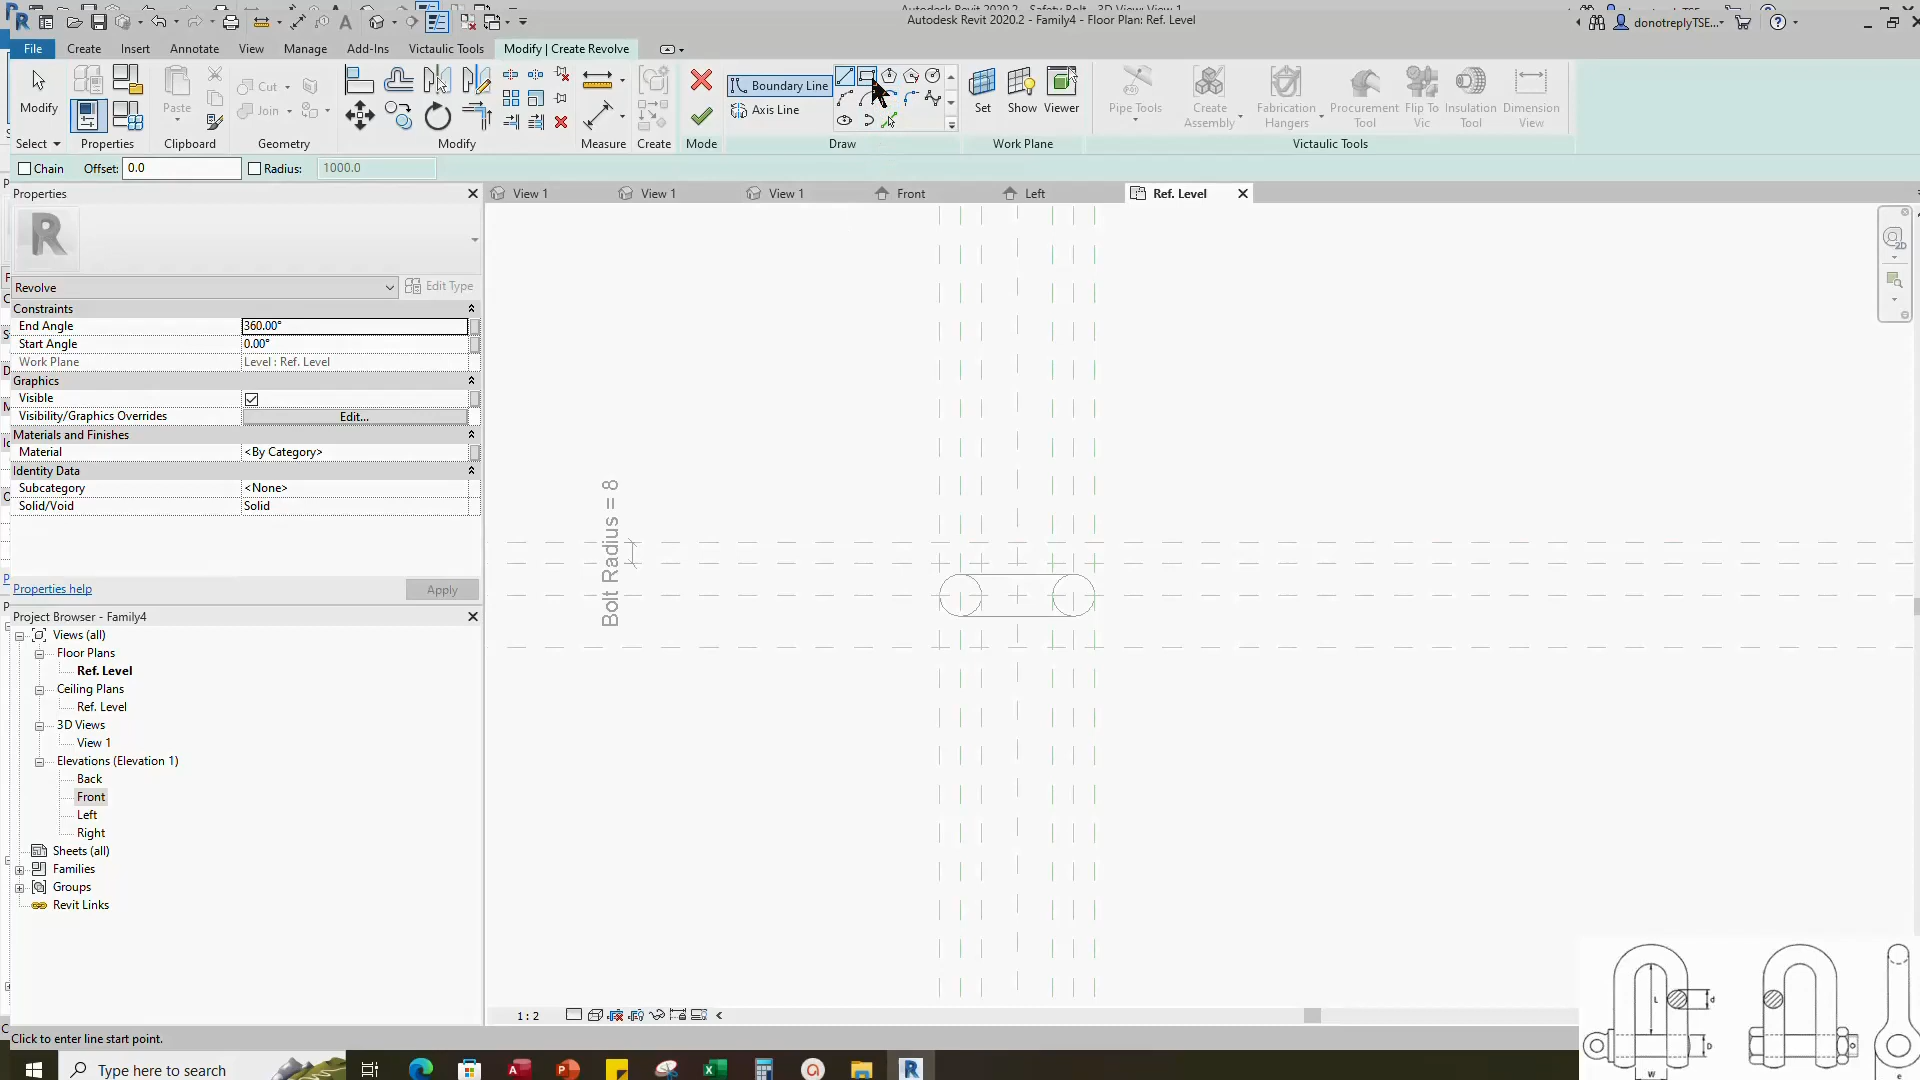 Autodesk Revit 2020.2 - Family4 - Floor Plan: Ref. Level
donotreplyTSE...
File Create Insert Annotate View Manage Add-Ins Victaulic Tools Modify | Create Revolve
Modify
Paste
Cut
Join
Boundary Line
Axis Line
Set Show Viewer
Pipe Tools
Create Assembly
Fabrication Hangers
Procurement Tool
Flip To Vic
Insulation Tool
Dimension View
Select Properties Clipboard Geometry Modify Measure Create Mode Draw Work Plane Victaulic Tools
Chain Offset: 0.0 Radius: 1000.0
Properties
View 1 View 1 View 1 Front Left Ref. Level
Revolve Edit Type
Constraints
End Angle 360.00°
Start Angle 0.00°
Work Plane Level : Ref. Level
Graphics
Visible
Visibility/Graphics Overrides Edit...
Materials and Finishes
Material <By Category>
Identity Data
Subcategory <None>
Solid/Void Solid
Properties help Apply
Bolt Radius = 8
2D
Project Browser - Family4
Views (all)
Floor Plans
Ref. Level
Ceiling Plans
Ref. Level
3D Views
View 1
Elevations (Elevation 1)
Back
Front
Left
Right
Sheets (all)
Families
Groups
Revit Links
1 : 2
Click to enter line start point.
L
d
D
W
Type here to search